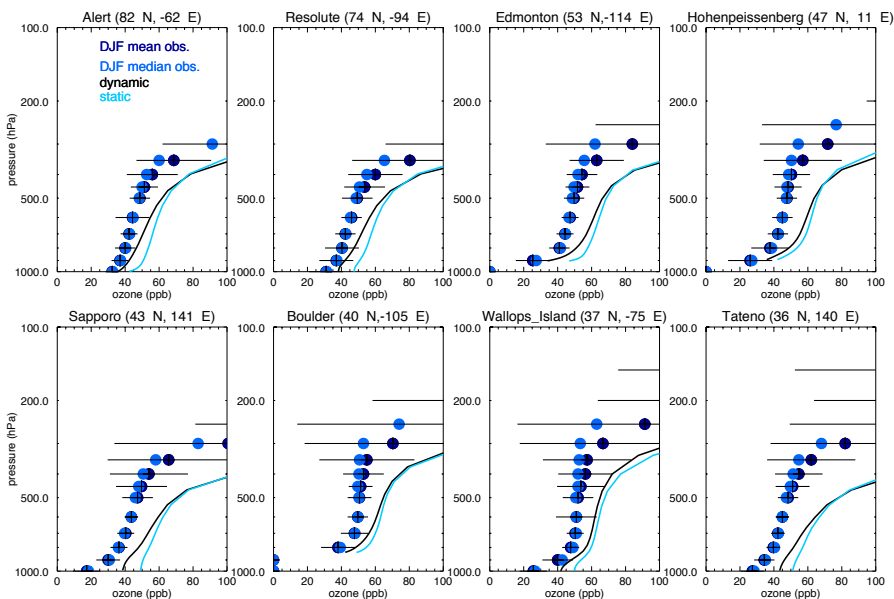 Alert (82 N, -62 E)
Resolute (74 N, -94 E)
Edmonton (53 N,-114 E)
Hohenpeissenberg (47 N, 11 E)
100.0 100.0 100.0 100.0
DJF mean obs.
DJF median obs.
dynamic
static
200.0 200.0 200.0 200.0
pressure (hPa)
500.0 500.0 500.0 500.0
1000.0 1000.0 1000.0 1000.0
0 20 40 60 80 100 0 20 40 60 80 100 0 20 40 60 80 100 0 20 40 60 80 100
ozone (ppb) ozone (ppb) ozone (ppb) ozone (ppb)
Sapporo (43 N, 141 E)
Boulder (40 N,-105 E)
Wallops_Island (37 N, -75 E)
Tateno (36 N, 140 E)
100.0 100.0 100.0 100.0
200.0 200.0 200.0 200.0
pressure (hPa)
500.0 500.0 500.0 500.0
1000.0 1000.0 1000.0 1000.0
0 20 40 60 80 100 0 20 40 60 80 100 0 20 40 60 80 100 0 20 40 60 80 100
ozone (ppb) ozone (ppb) ozone (ppb) ozone (ppb)